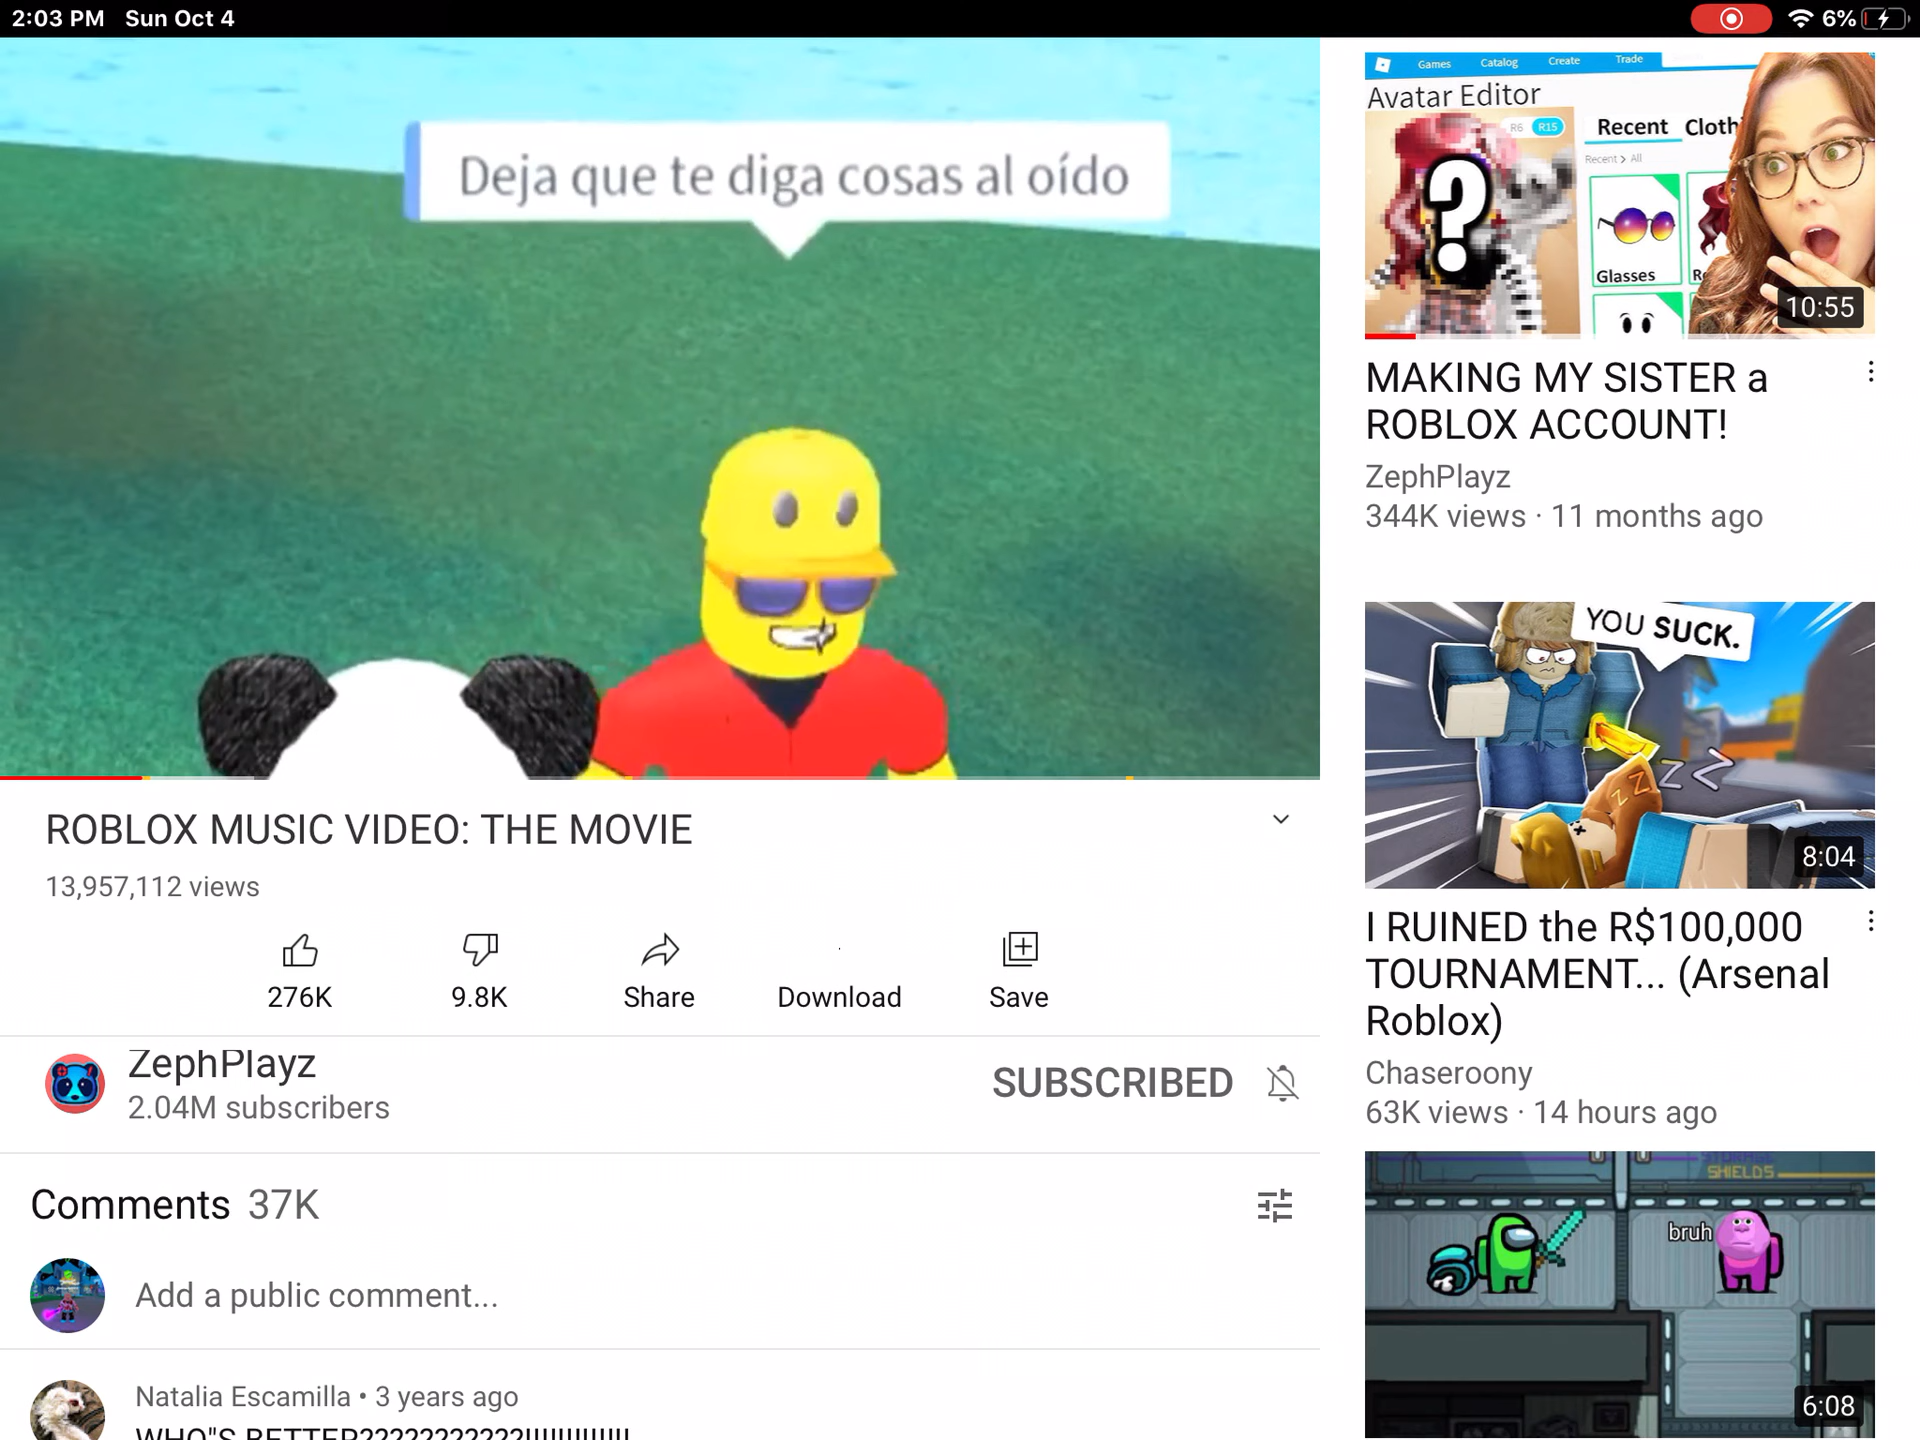 2:03 PM Sun Oct 4
6%
Deja que te diga cosas al oído
ROBLOX MUSIC VIDEO: THE MOVIE
13,957,112 views
276K
9.8K
Share
Download
Save
ZephPlayz
2.04M subscribers
SUBSCRIBED
Comments 37K
Add a public comment...
Natalia Escamilla • 3 years ago
Games Catalog Create Trade
Avatar Editor
R6 R15
Recent
Recent > All
Glasses
?
10:55
MAKING MY SISTER a
ROBLOX ACCOUNT!
ZephPlayz
344K views · 11 months ago
YOU SUCK.
Z Z Z
8:04
I RUINED the R$100,000
TOURNAMENT... (Arsenal
Roblox)
Chaseroony
63K views · 14 hours ago
SHIELDS
bruh
6:08